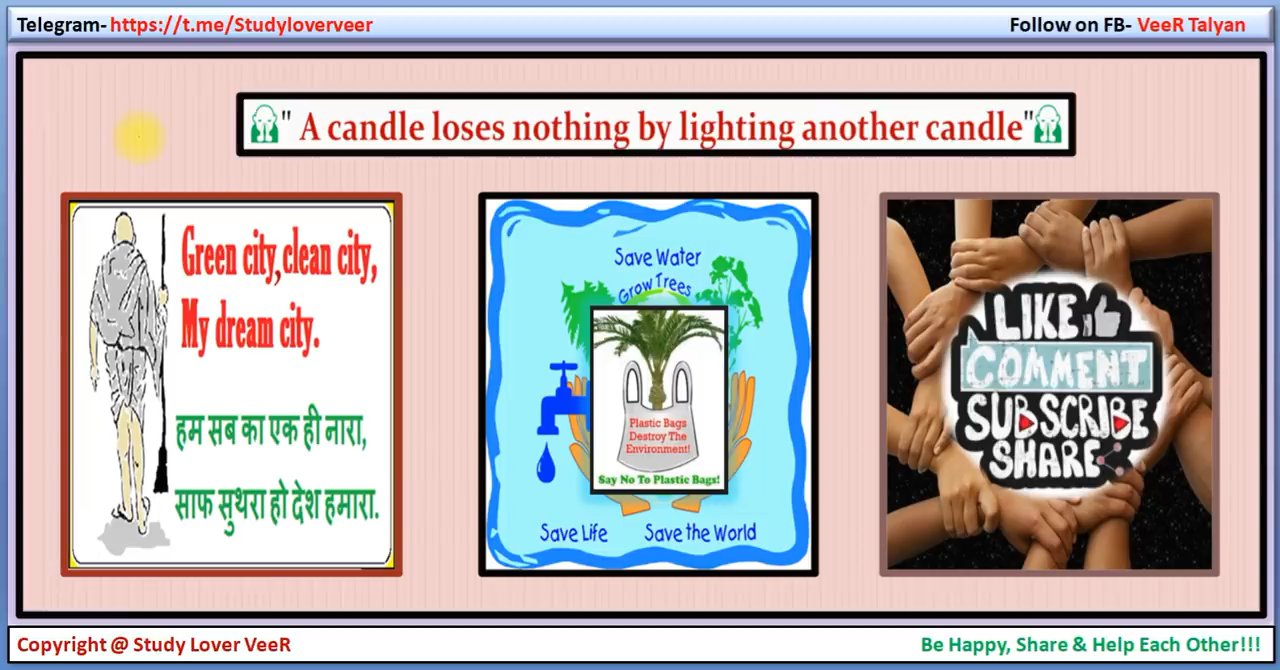 Telegram- https://t.me/Studyloverveer
Follow on FB- VeeR Talyan
" A candle loses nothing by lighting another candle"
Green city,clean city,
My dream city.
हम सब का एक ही नारा,
साफ सुथरा हो देश हमारा.
Save Water
Grow Trees
Plastic Bags
Destroy The
Environment!
Say No To Plastic Bags!
Save Life
Save the World
LIKE
COMMENT
SUBSCRIBE
SHARE
Copyright @ Study Lover VeeR
Be Happy, Share & Help Each Other!!!